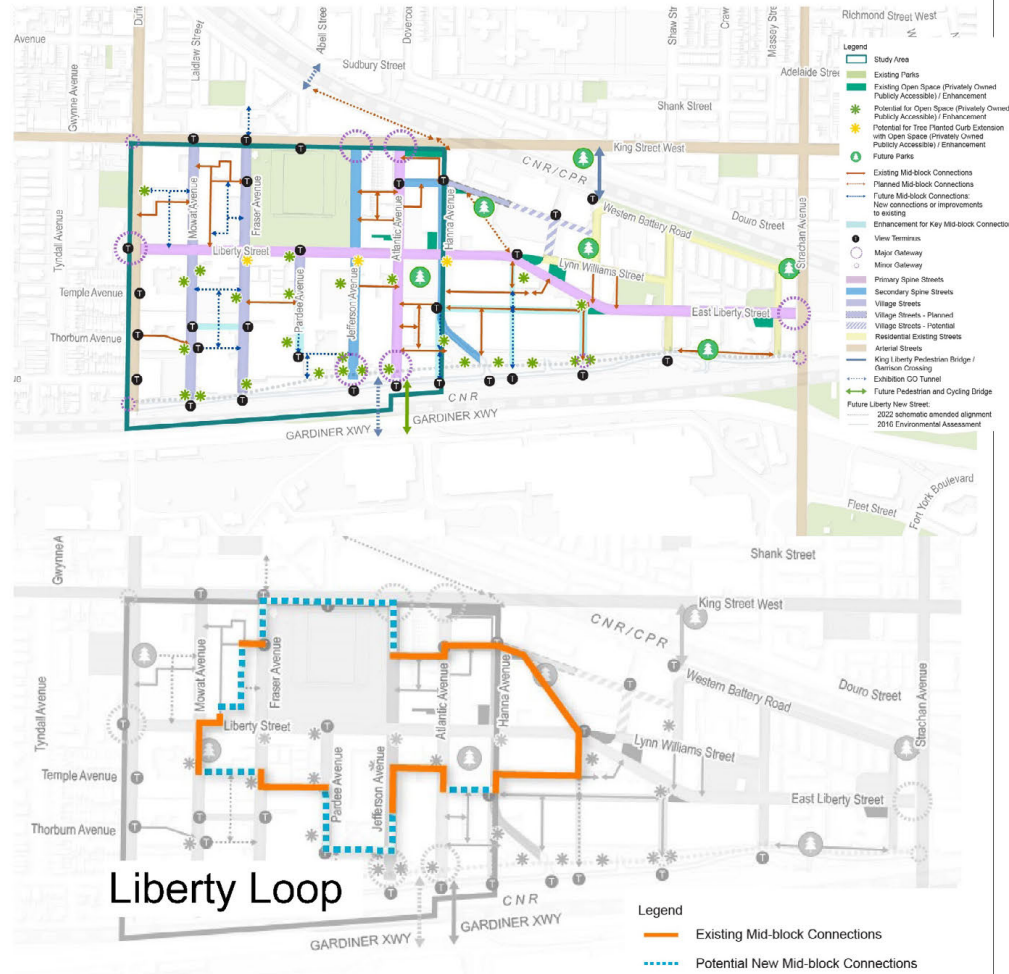 Richmond Street West
Avenue
Laidlaw Street
Sudbury Street
Shaw S
Craw
Massey Street
Legend
Study Area
Existing Parks
Existing Open Space (Privately Owned
Publicly Accessible) / Enhancement
Potential for Open Space (Privately Owned
Publicly Accessible) / Enhancement
Potential for Tree Planted Curb Extension
with Open Space (Privately Owned
Publicly Accessible) / Enhancement
Future Parks
Existing Mid-block Connections
Planned Mid-block Connections
Future Mid-block Connections:
New connections or improvements
to existing
Enhancement for Key Mid-block Connectio
View Terminus
Major Gateway
Minor Gateway
Primary Spine Streets
Secondary Spine Streets
Village Streets
Village Streets - Planned
Village Streets - Potential
Residential Existing Streets
Arterial Streets
King Liberty Pedestrian Bridge /
Garrison Crossing
Exhibition GO Tunnel
Future Pedestrian and Cycling Bridge
Future Liberty New Street:
2022 schematic amended alignment
2016 Environmental Assessment
Adelaide Stree
Gwynne Avenue
Shank Street
King Street West
CNR/CPR
Douro Street
Western Battery Road
Strachan Avenue
Tyndall Avenue
Mowat Avenue
Fraser Avenue
Atlantic Avenue
Hanna Avenue
Liberty Street
Lynn Williams Street
Temple Avenue
Pardee Avenue
Jefferson Avenue
East Liberty Street
Thorburn Avenue
CNR
GARDINER XWY
GARDINER XWY
Fleet Street
Fort York Boulevard
Gwynne A
Shank Street
King Street West
CNR/CPR
Mowat Avenue
Fraser Avenue
Atlantic Avenue
Hanna Avenue
Western Battery Road
Douro Street
Strachan Avenue
Tyndall Avenue
Liberty Street
Lynn Williams Street
Temple Avenue
Pardee Avenue
Jefferson Avenue
East Liberty Street
Thorburn Avenue
Liberty Loop
CNR
GARDINER XWY
GARDINER XWY
Legend
Existing Mid-block Connections
Potential New Mid-block Connections